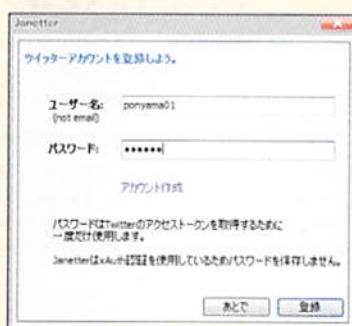 Janetter
ツイッターアカウントを登録しよう。
ユーザー名: ponyama01
(not email)
パスワード: ••••••
アカウント作成
パスワードはTwitterのアクセストークンを取得するために
一度だけ使用します。
JanetterはxAuth認証を使用しているためパスワードを保存しません。
あとで 登録